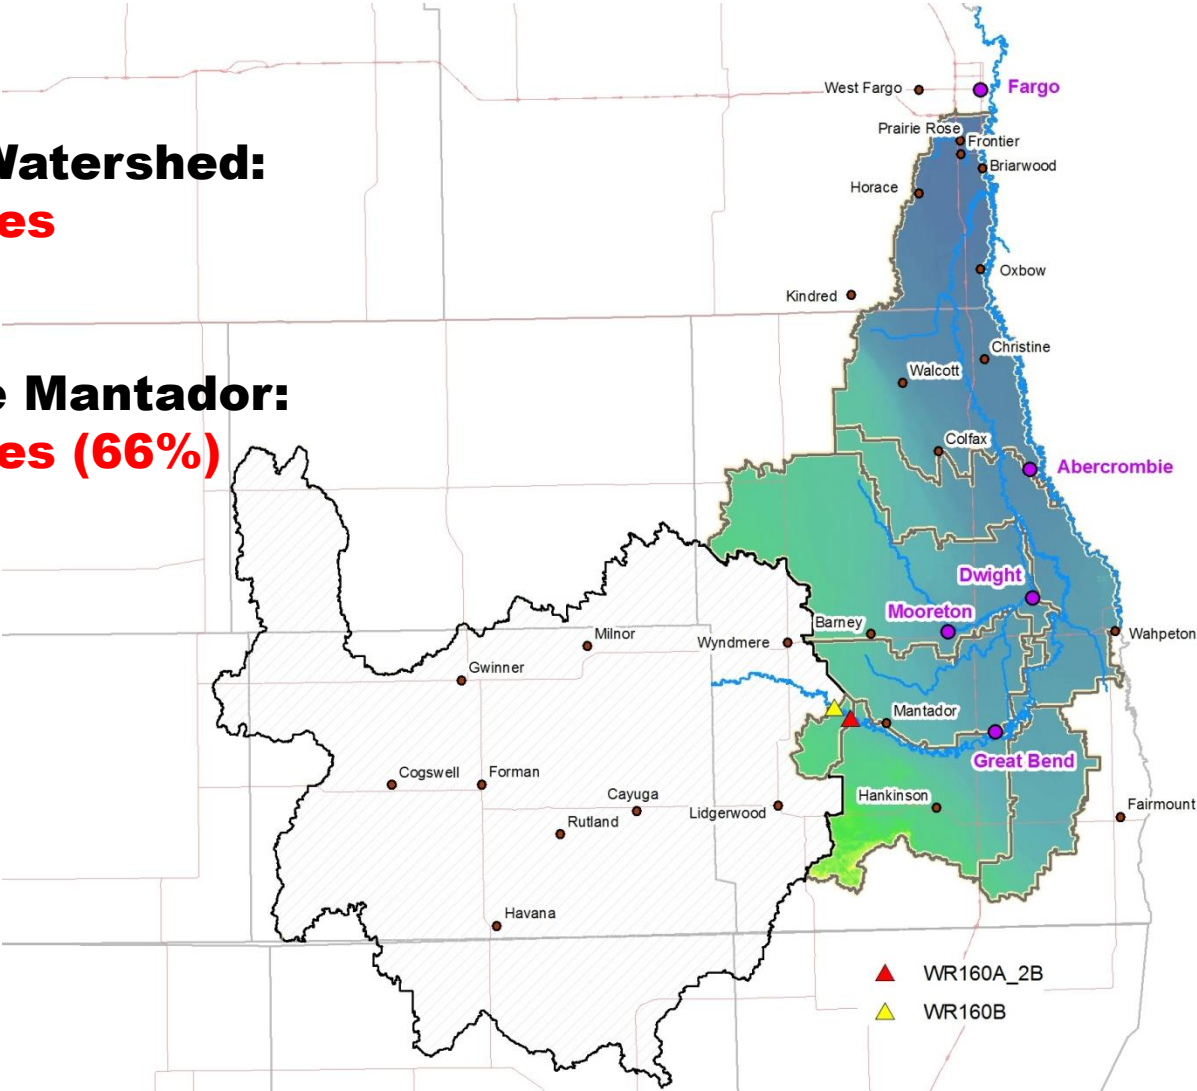 West Fargo
Fargo
Prairie Rose
Frontier
Watershed:
Briarwood
Horace
es
Oxbow
Kindred
Christine
Walcott
e Mantador:
Colfax
es (66%)
Abercrombie
Dwight
Mooreton
Barney
Wahpeton
Milnor
Wyndmere
Gwinner
Mantador
Great Bend
Cogswell
Forman
Cayuga
Hankinson
Lidgerwood
Fairmount
Rutland
Havana
WR160A_2B
WR160B